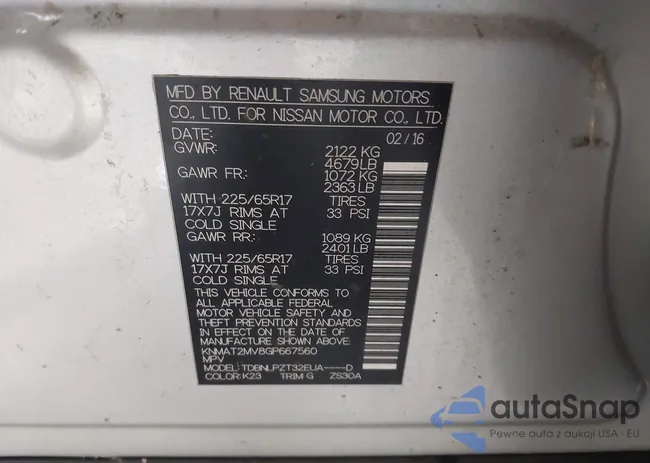 MFD BY RENAULT SAMSUNG MOTORS
CO., LTD. FOR NISSAN MOTOR CO., LTD.
DATE: 02/16
GVWR: 2122 KG
4679 LB
GAWR FR: 1072 KG
2363 LB
WITH 225/65R17 TIRES
17X7J RIMS AT 33 PSI
COLD SINGLE
GAWR RR: 1089 KG
2401 LB
WITH 225/65R17 TIRES
17X7J RIMS AT 33 PSI
COLD SINGLE
THIS VEHICLE CONFORMS TO
ALL APPLICABLE FEDERAL
MOTOR VEHICLE SAFETY AND
THEFT PREVENTION STANDARDS
IN EFFECT ON THE DATE OF
MANUFACTURE SHOWN ABOVE.
KNMAT2MV8GP667560
MPV
MODEL: TDBNLPZT32EUA----D
COLOR: K23 TRIM: G ZS30A
autaSnap
Pewne auta z aukcji USA i EU